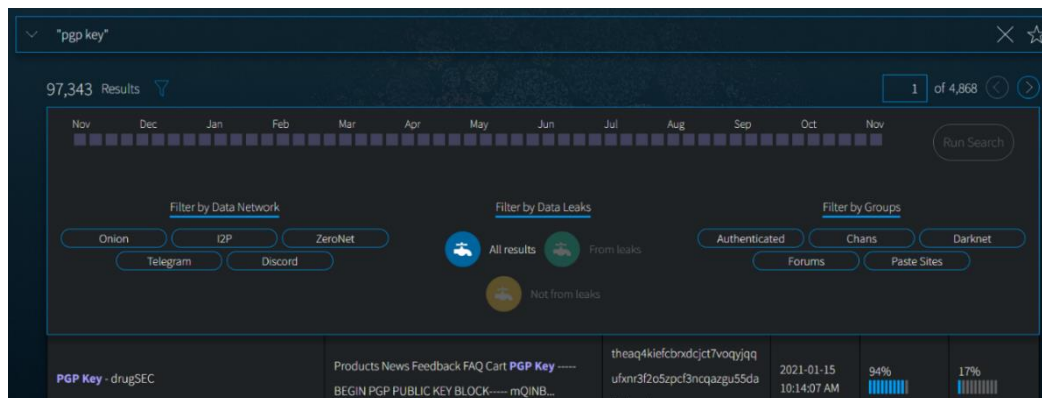 "pgp key"
97,343 Results
1 of 4,868
Nov Dec Jan Feb Mar Apr May Jun Jul Aug Sep Oct Nov
Run Search
Filter by Data Network Filter by Data Leaks Filter by Groups
Onion I2P ZeroNet All results From leaks Authenticated Chans Darknet
Telegram Discord Forums Paste Sites
Not from leaks
PGP Key - drugSEC
Products News Feedback FAQ Cart PGP Key -----
BEGIN PGP PUBLIC KEY BLOCK----- mQINB...
theaq4kiefcbrxdcjct7voqyjqq
ufxnr3f2o5zpcf3ncqazgu55da
2021-01-15
10:14:07 AM
94%
17%